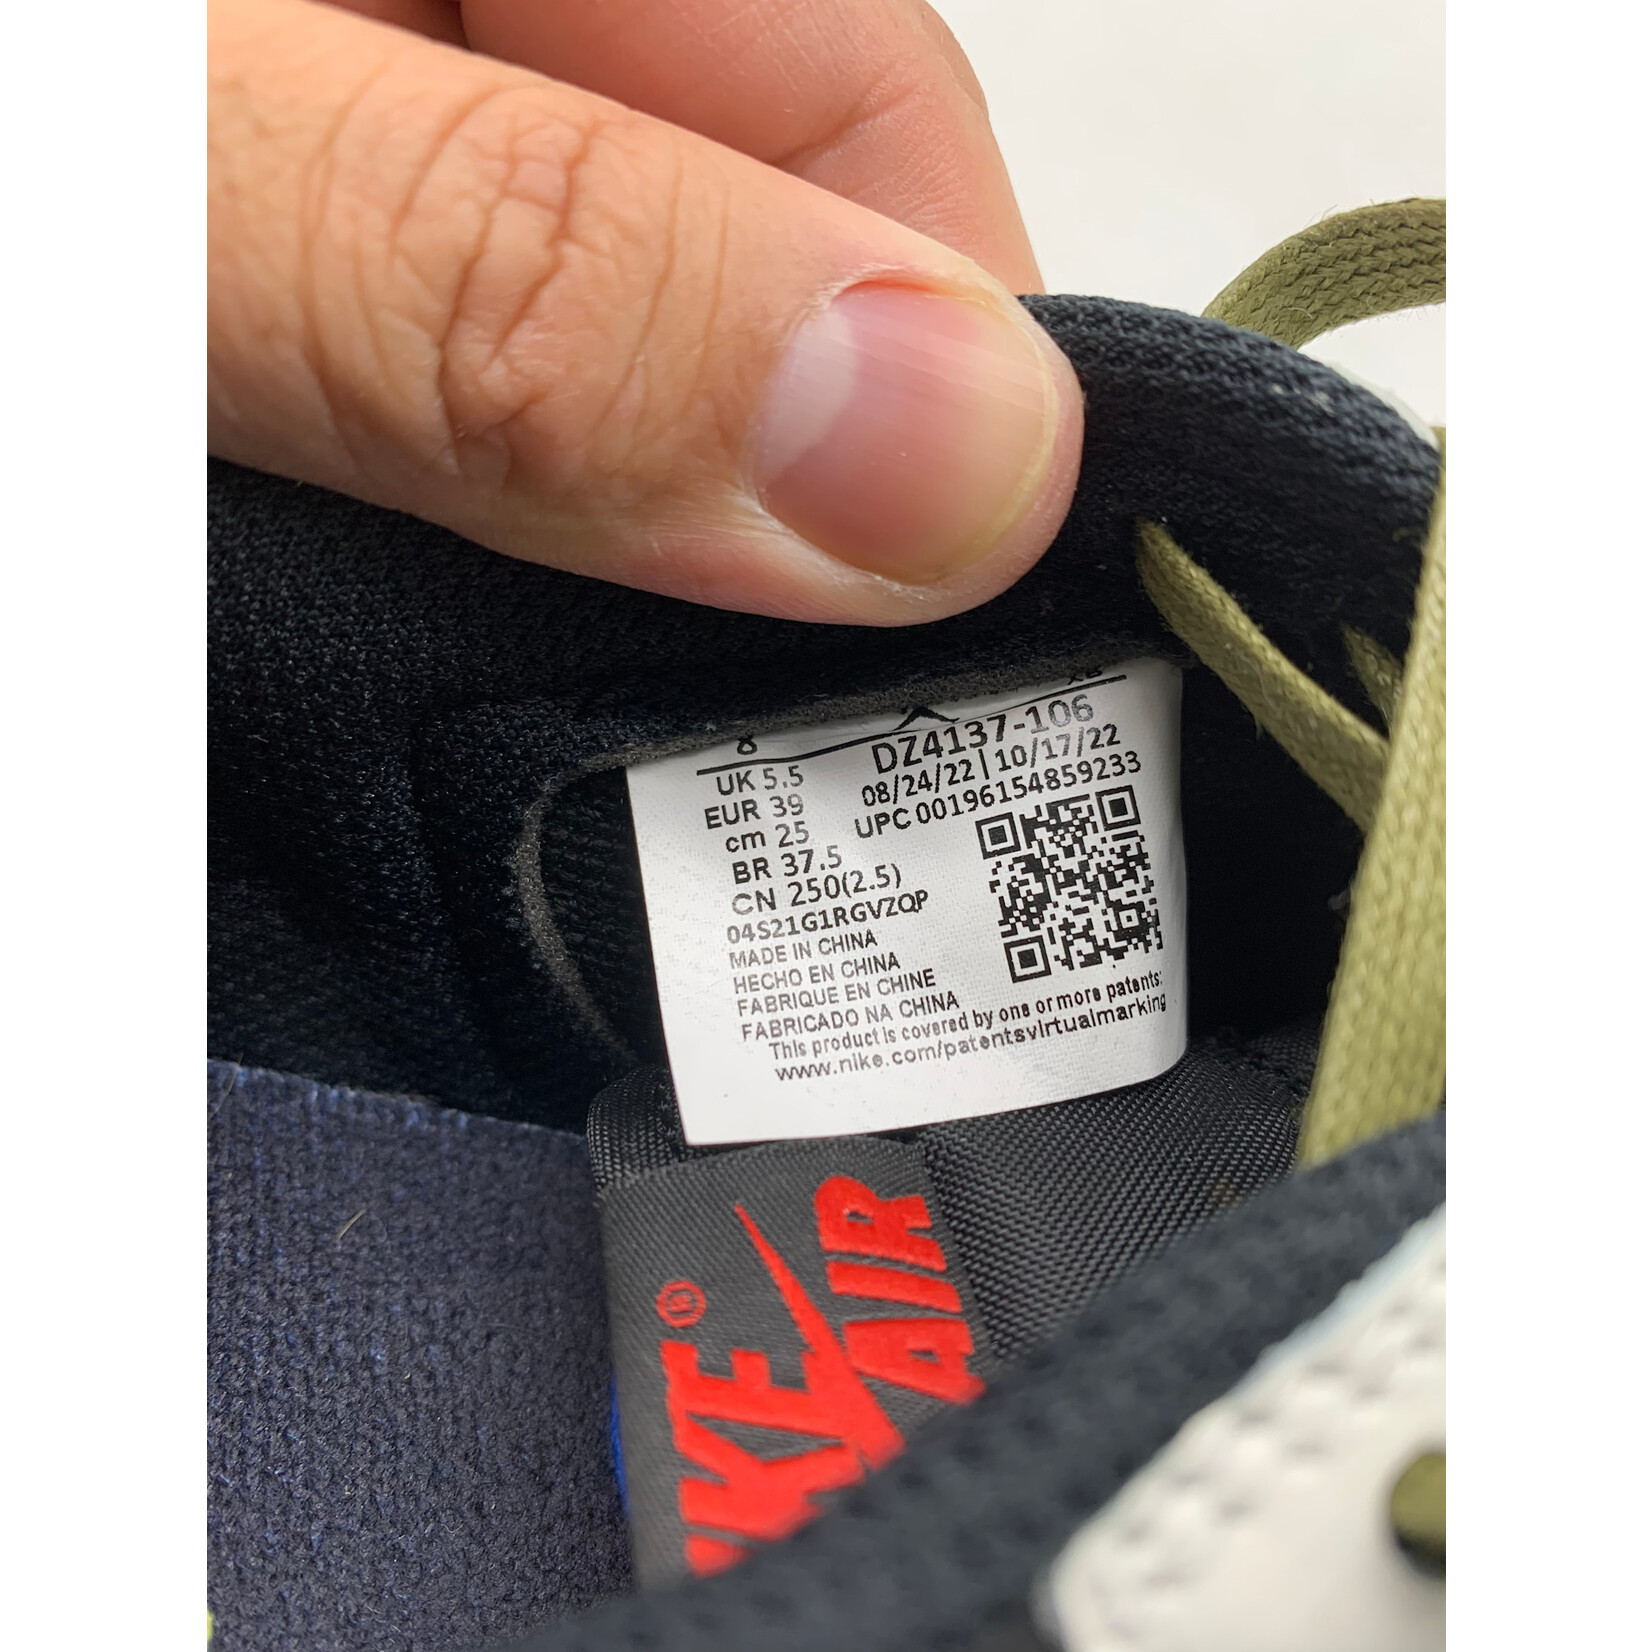 8
UK 5.5
EUR 39
cm 25
BR 37.5
CN 250(2.5)
DZ4137-106
08/24/22|10/17/22
UPC 00196154859233
04S21G1RGVZQP
MADE IN CHINA
HECHO EN CHINA
FABRIQUE EN CHINE
FABRICADO NA CHINA
This product is covered by one or more patents:
www.nike.com/patentsvirtualmarking
AIR